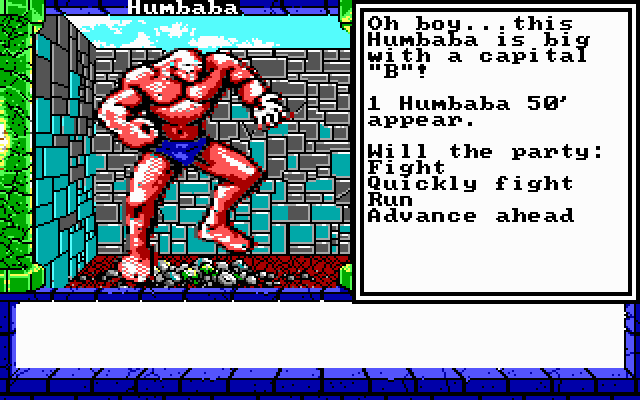 Humbaba
Oh boy...this
Humbaba is big
with a capital
"B"!
1 Humbaba 50'
appear.
Will the party:
Fight
Quickly fight
Run
Advance ahead